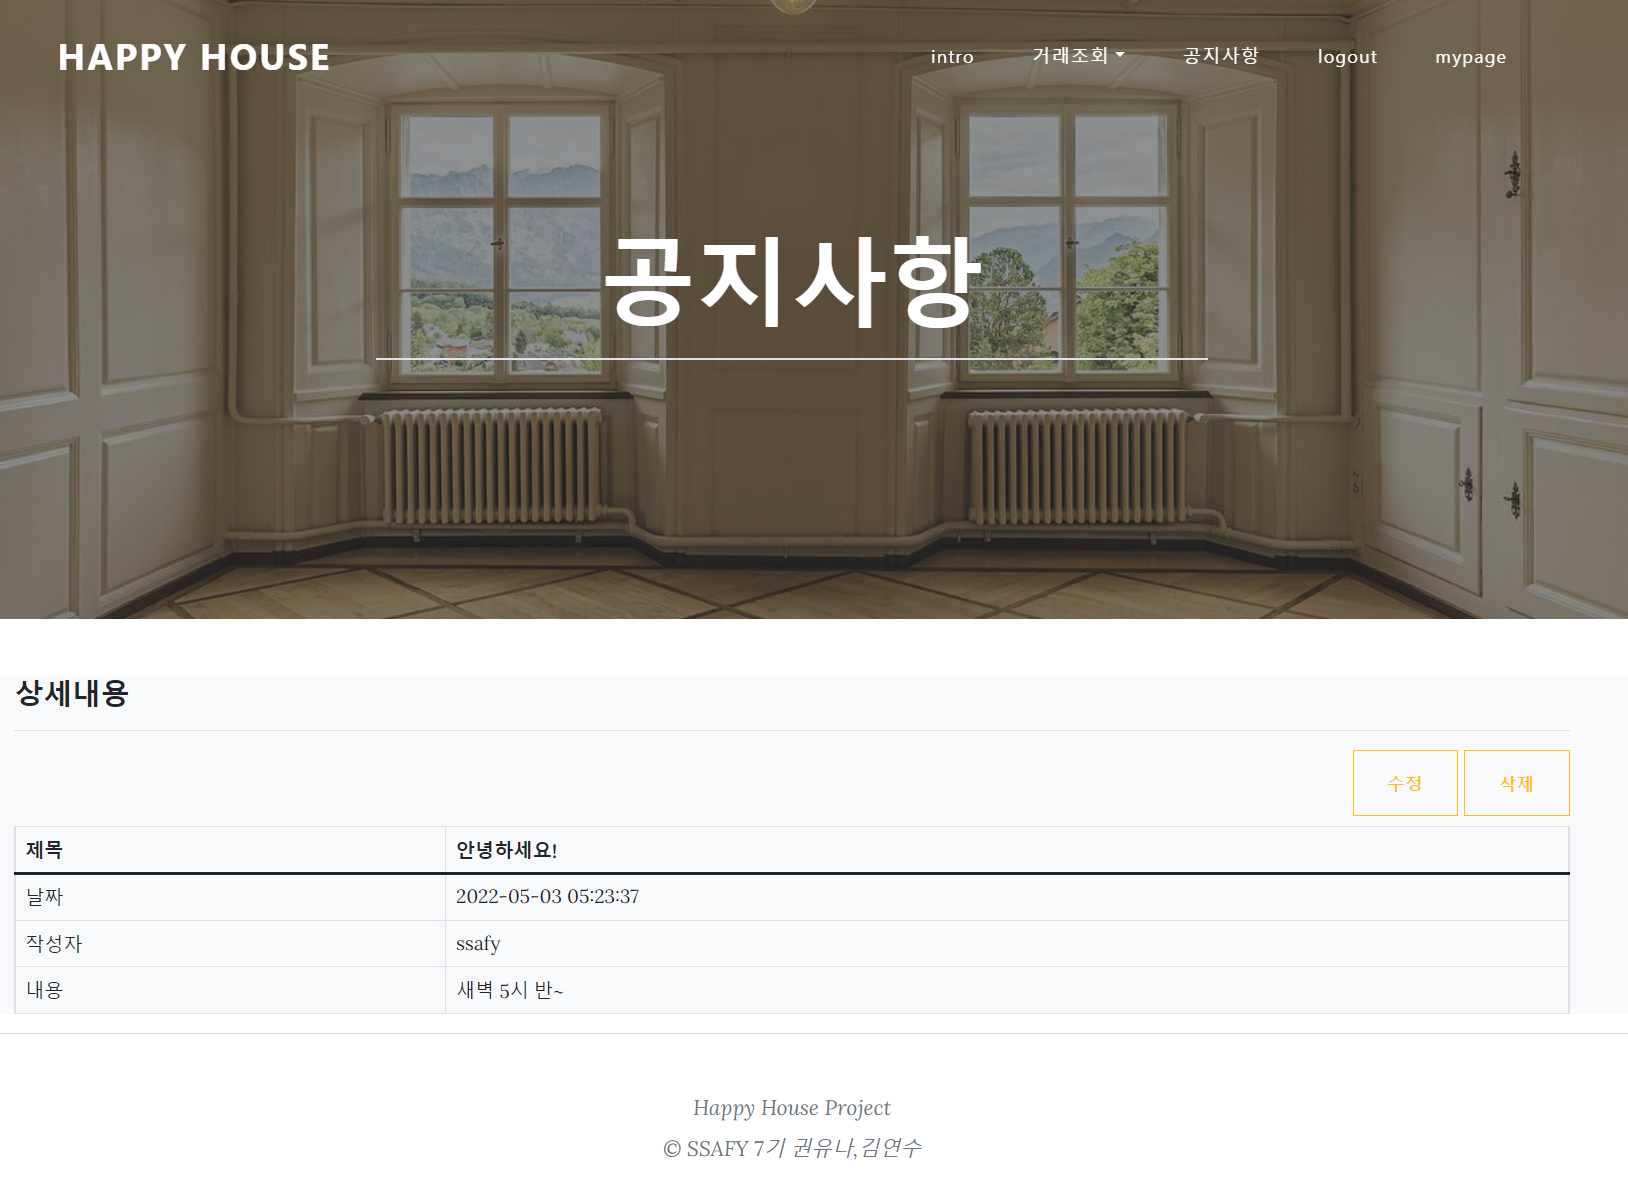 HAPPY HOUSE intro 거래조회 공지사항 logout mypage
공지사항
상세내용
수정 삭제
제목 안녕하세요!
날짜 2022-05-03 05:23:37
작성자 ssafy
내용 새벽 5시 반~
Happy House Project
© SSAFY 7기 권유나,김연수